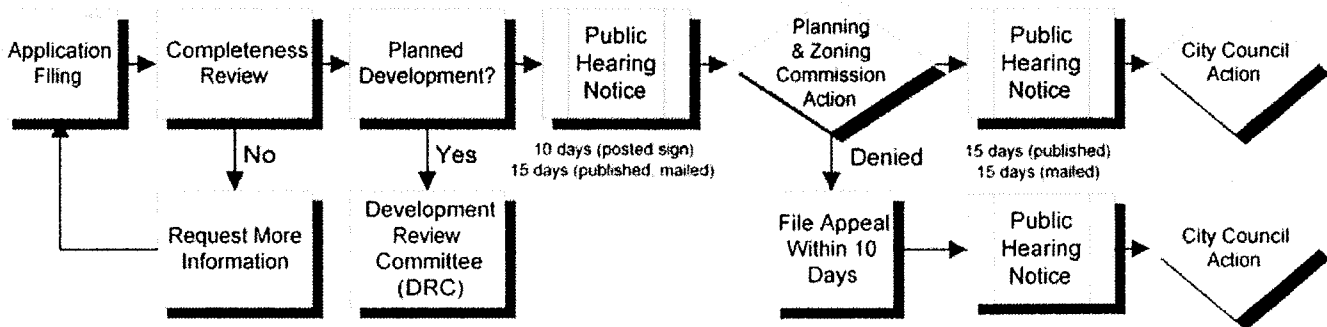 Application
Filing
Completeness
Review
Planned
Development?
Public
Hearing
Notice
Planning
& Zoning
Commission
Action
Public
Hearing
Notice
City Council
Action
No
Yes
10 days (posted sign)
15 days (published, mailed)
Denied
15 days (published)
15 days (mailed)
Request More
Information
Development
Review
Committee
(DRC)
File Appeal
Within 10
Days
Public
Hearing
Notice
City Council
Action